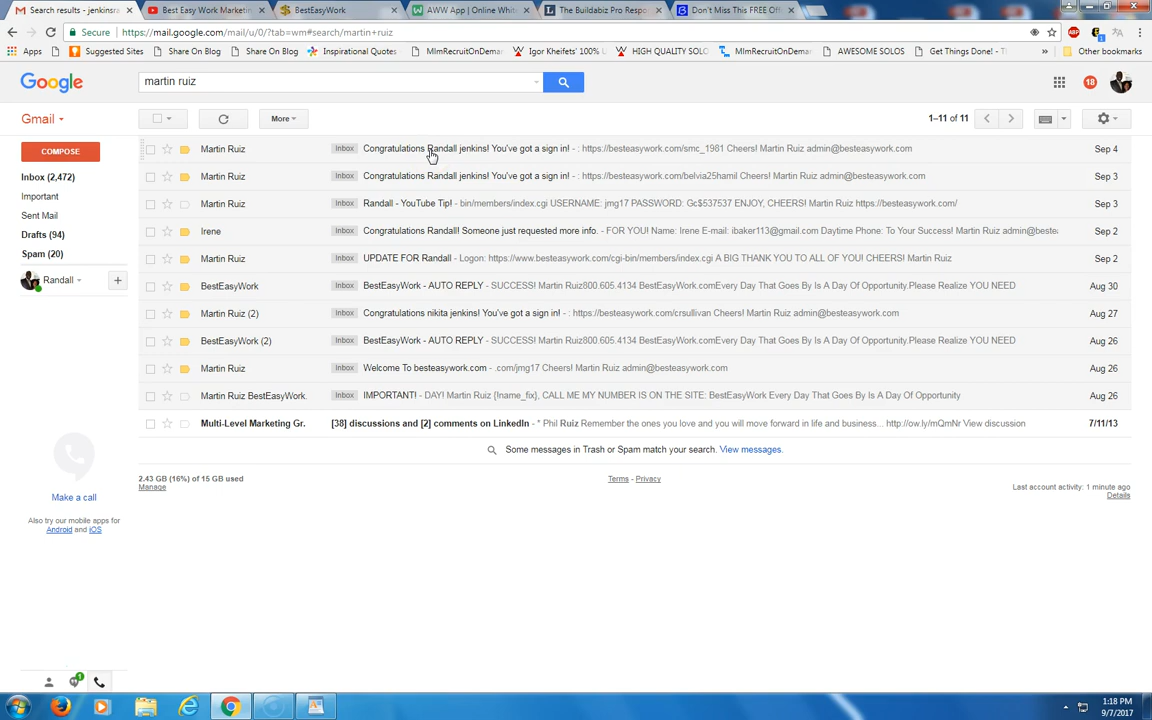 Search results - jenkinsra
Best Easy Work Marketin
BestEasyWork
AWW App | Online White
The Buildabiz Pro Respo
Don't Miss This FREE Off
Secure https://mail.google.com/mail/u/0/?tab=wm#search/martin+ruiz
Apps Suggested Sites Share On Blog Share On Blog Inspirational Quotes MlmRecruitOnDema Igor Kheifets' 100% HIGH QUALITY SOLO MlmRecruitOnDeman AWESOME SOLOS Get Things Done! - Ti » Other bookmarks
Google martin ruiz 18
Gmail More 1–11 of 11
COMPOSE
Inbox (2,472)
Important
Sent Mail
Drafts (94)
Spam (20)
Randall
Martin Ruiz Inbox Congratulations Randall jenkins! You've got a sign in! - : https://besteasywork.com/smc_1981 Cheers! Martin Ruiz admin@besteasywork.com Sep 4
Martin Ruiz Inbox Congratulations Randall jenkins! You've got a sign in! - : https://besteasywork.com/belvia25hamil Cheers! Martin Ruiz admin@besteasywork.com Sep 3
Martin Ruiz Inbox Randall - YouTube Tip! - bin/members/index.cgi USERNAME: jmg17 PASSWORD: Gc$537537 ENJOY, CHEERS! Martin Ruiz https://besteasywork.com/ Sep 3
Irene Inbox Congratulations Randall! Someone just requested more info. - FOR YOU! Name: Irene E-mail: ibaker113@gmail.com Daytime Phone: To Your Success! Martin Ruiz admin@beste Sep 2
Martin Ruiz Inbox UPDATE FOR Randall - Logon: https://www.besteasywork.com/cgi-bin/members/index.cgi A BIG THANK YOU TO ALL OF YOU! CHEERS! Martin Ruiz Sep 2
BestEasyWork Inbox BestEasyWork - AUTO REPLY - SUCCESS! Martin Ruiz800.605.4134 BestEasyWork.comEvery Day That Goes By Is A Day Of Opportunity.Please Realize YOU NEED Aug 30
Martin Ruiz (2) Inbox Congratulations nikita jenkins! You've got a sign in! - : https://besteasywork.com/crsullivan Cheers! Martin Ruiz admin@besteasywork.com Aug 27
BestEasyWork (2) Inbox BestEasyWork - AUTO REPLY - SUCCESS! Martin Ruiz800.605.4134 BestEasyWork.comEvery Day That Goes By Is A Day Of Opportunity.Please Realize YOU NEED Aug 26
Martin Ruiz Inbox Welcome To besteasywork.com - .com/jmg17 Cheers! Martin Ruiz admin@besteasywork.com Aug 26
Martin Ruiz BestEasyWork. Inbox IMPORTANT! - DAY! Martin Ruiz {!name_fix}, CALL ME MY NUMBER IS ON THE SITE: BestEasyWork Every Day That Goes By Is A Day Of Opportunity Aug 26
Multi-Level Marketing Gr. [38] discussions and [2] comments on LinkedIn - * Phil Ruiz Remember the ones you love and you will move forward in life and business... http://ow.ly/mQmNr View discussion 7/11/13
Some messages in Trash or Spam match your search. View messages.
2.43 GB (16%) of 15 GB used
Manage
Terms - Privacy
Last account activity: 1 minute ago
Details
Make a call
Also try our mobile apps for
Android and iOS
1
1:18 PM
9/7/2017